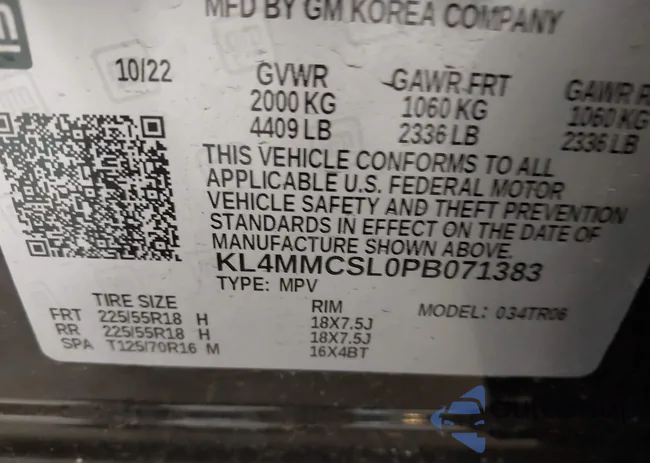 MFD BY GM KOREA COMPANY
10/22 GVWR GAWR FRT GAWR R
2000 KG 1060 KG 1060 KG
4409 LB 2336 LB 2336 LB
THIS VEHICLE CONFORMS TO ALL
APPLICABLE U.S. FEDERAL MOTOR
VEHICLE SAFETY AND THEFT PREVENTION
STANDARDS IN EFFECT ON THE DATE OF
MANUFACTURE SHOWN ABOVE.
KL4MMCSL0PB071383
TYPE: MPV MODEL: 034TR06
TIRE SIZE RIM
FRT 225/55R18 H 18X7.5J
RR 225/55R18 H 18X7.5J
SPA T125/70R16 M 16X4BT